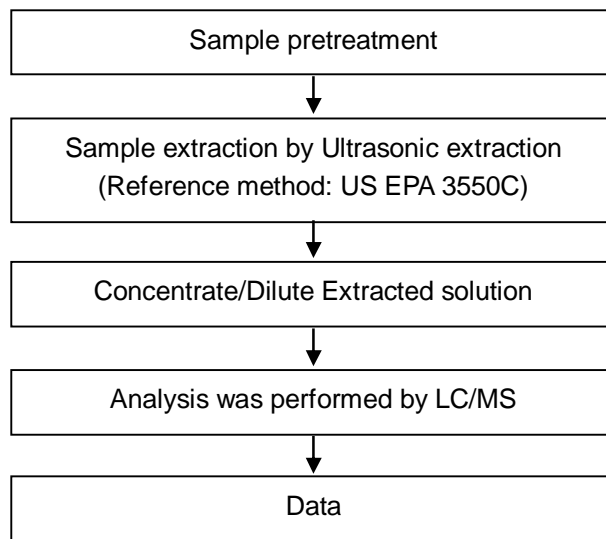 Sample pretreatment
Sample extraction by Ultrasonic extraction
(Reference method: US EPA 3550C)
Concentrate/Dilute Extracted solution
Analysis was performed by LC/MS
Data